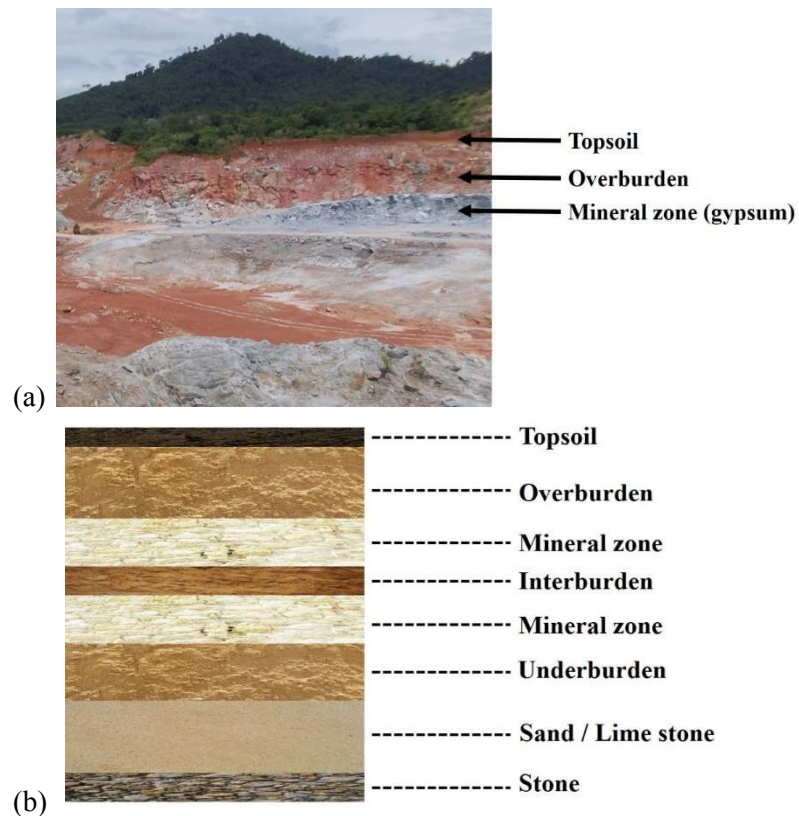 Topsoil
Overburden
Mineral zone (gypsum)
(a)
Topsoil
Overburden
Mineral zone
Interburden
Mineral zone
Underburden
Sand / Lime stone
Stone
(b)